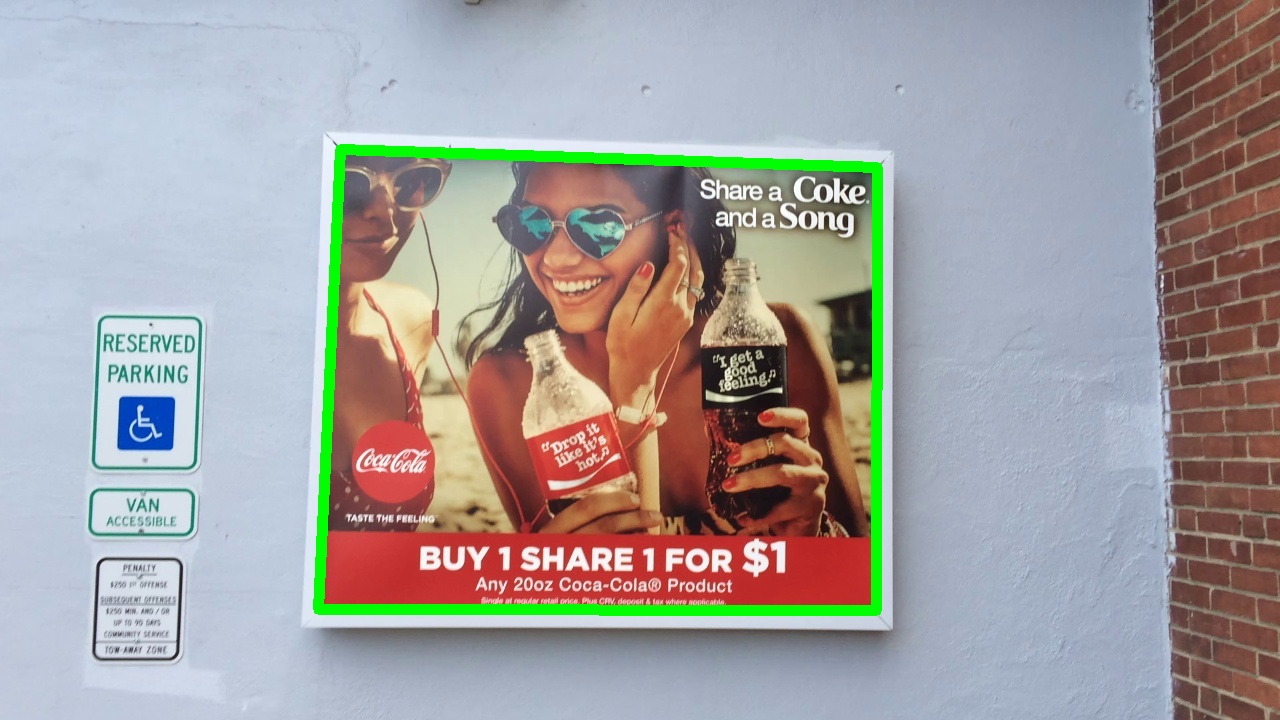 Share a Coke.
and a Song
"I get a
good
feeling.♫"
"Drop it
like it's
hot.♫"
Coca-Cola
TASTE THE FEELING
BUY 1 SHARE 1 FOR $1
Any 20oz Coca-Cola® Product
Single at regular retail price. Plus CRV, deposit & tax where applicable.
RESERVED
PARKING
VAN
ACCESSIBLE
PENALTY
$250 1ST OFFENSE
SUBSEQUENT OFFENSES
$250 MIN. AND / OR
UP TO 90 DAYS
COMMUNITY SERVICE
TOW-AWAY ZONE